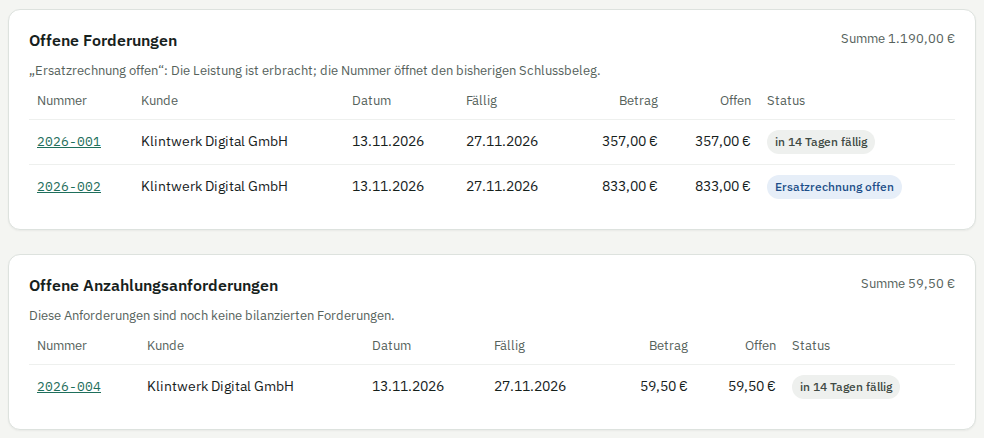 Offene Forderungen Summe 1.190,00 €
„Ersatzrechnung offen“: Die Leistung ist erbracht; die Nummer öffnet den bisherigen Schlussbeleg.
Nummer Kunde Datum Fällig Betrag Offen Status
2026-001 Klintwerk Digital GmbH 13.11.2026 27.11.2026 357,00 € 357,00 € in 14 Tagen fällig
2026-002 Klintwerk Digital GmbH 13.11.2026 27.11.2026 833,00 € 833,00 € Ersatzrechnung offen
Offene Anzahlungsanforderungen Summe 59,50 €
Diese Anforderungen sind noch keine bilanzierten Forderungen.
Nummer Kunde Datum Fällig Betrag Offen Status
2026-004 Klintwerk Digital GmbH 13.11.2026 27.11.2026 59,50 € 59,50 € in 14 Tagen fällig